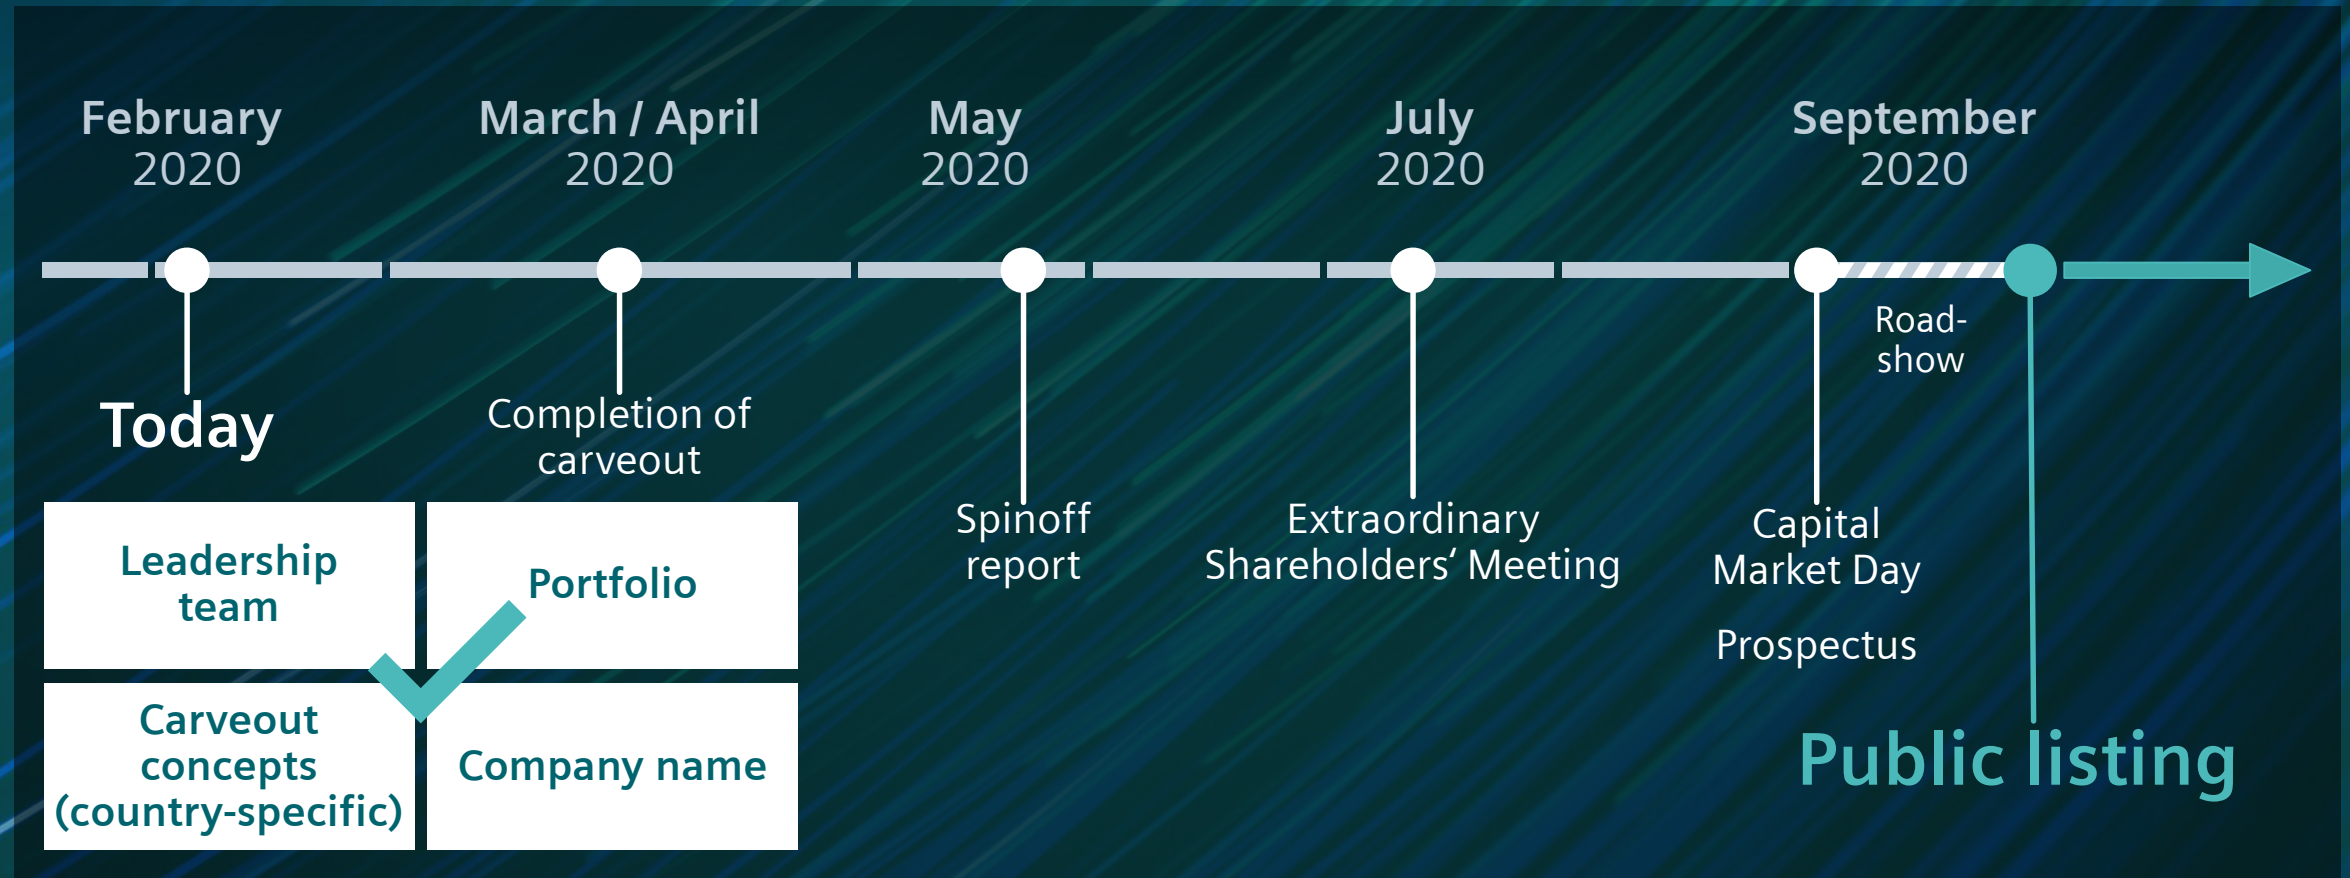 February
2020
March / April
2020
May
2020
July
2020
September
2020
Road-
show
Today
Completion of
carveout
Spinoff
report
Extraordinary
Shareholders‘ Meeting
Capital
Market Day
Prospectus
Leadership
team
Portfolio
Carveout
concepts
(country-specific)
Company name
Public listing